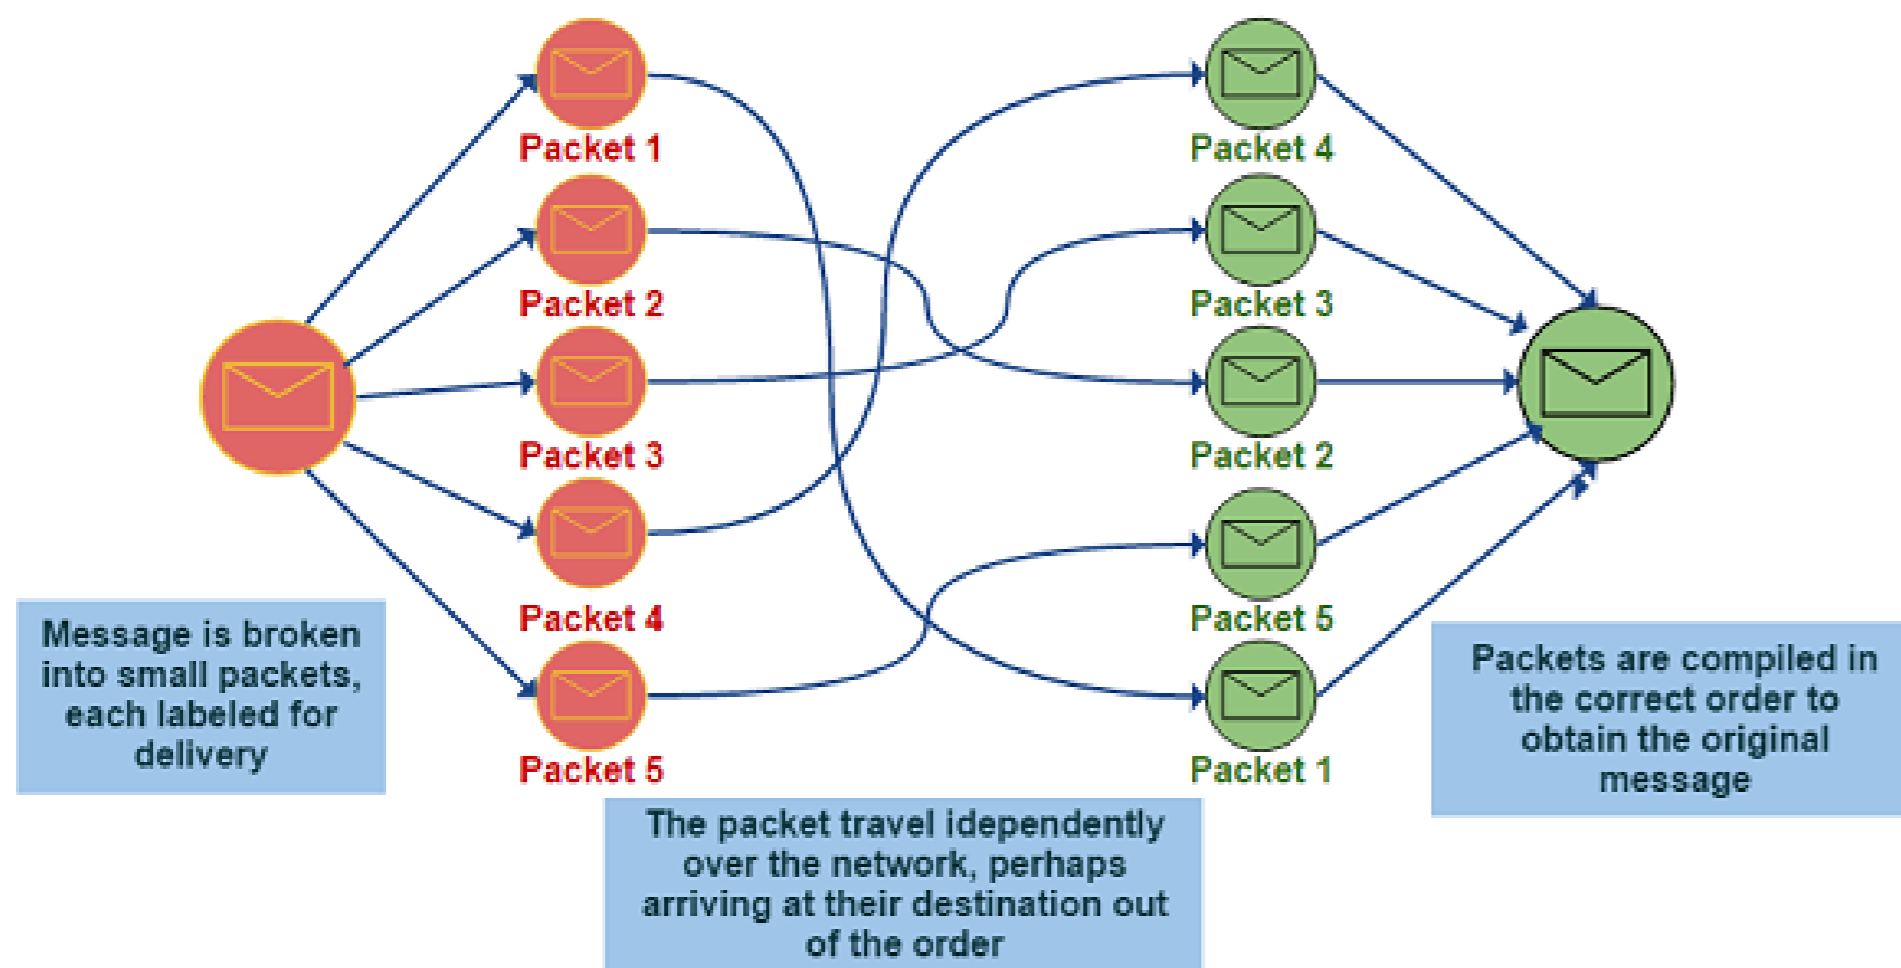 Packet 1
Packet 2
Packet 3
Packet 4
Packet 5
Packet 4
Packet 3
Packet 2
Packet 5
Packet 1
Message is broken
into small packets,
each labeled for
delivery
The packet travel idependently
over the network, perhaps
arriving at their destination out
of the order
Packets are compiled in
the correct order to
obtain the original
message